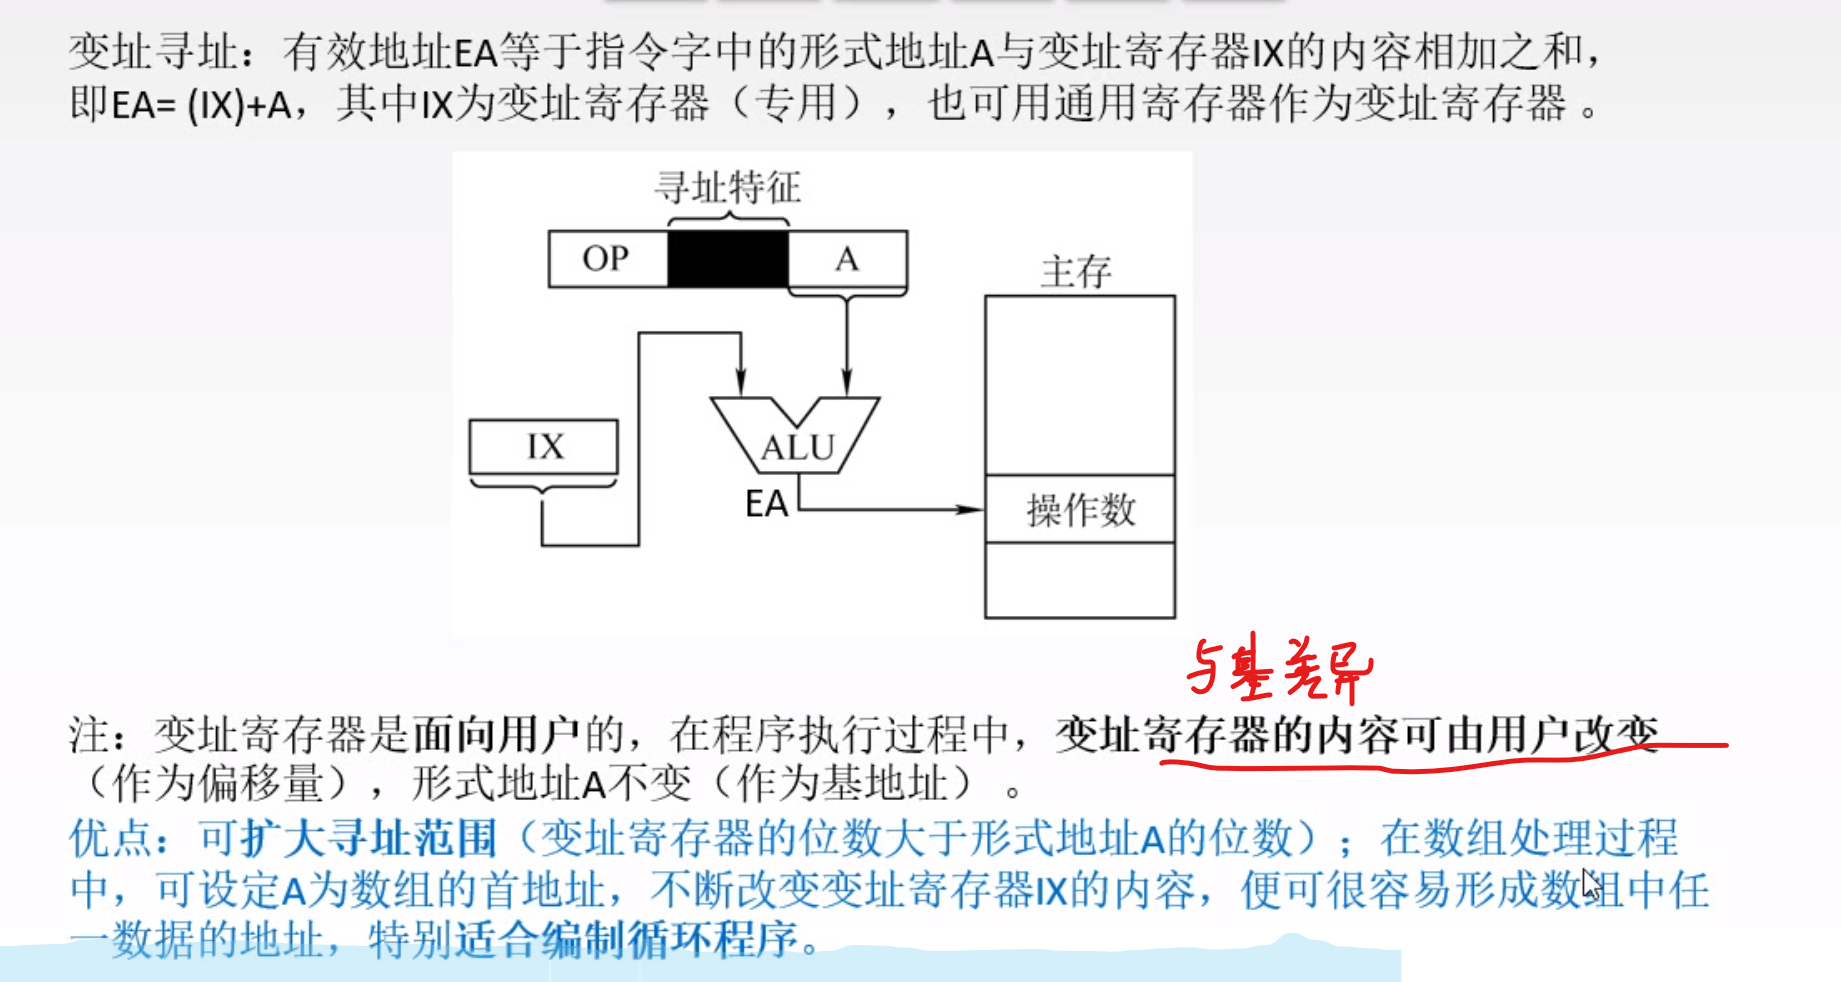 变址寻址：有效地址EA等于指令字中的形式地址A与变址寄存器IX的内容相加之和，
即EA= (IX)+A，其中IX为变址寄存器（专用），也可用通用寄存器作为变址寄存器 。
寻址特征
OP
A
主存
IX
ALU
EA
操作数
与基差异
注：变址寄存器是面向用户的，在程序执行过程中，变址寄存器的内容可由用户改变
（作为偏移量），形式地址A不变（作为基地址）。
优点：可扩大寻址范围（变址寄存器的位数大于形式地址A的位数）；在数组处理过程
中，可设定A为数组的首地址，不断改变变址寄存器IX的内容，便可很容易形成数组中任
一数据的地址，特别适合编制循环程序。